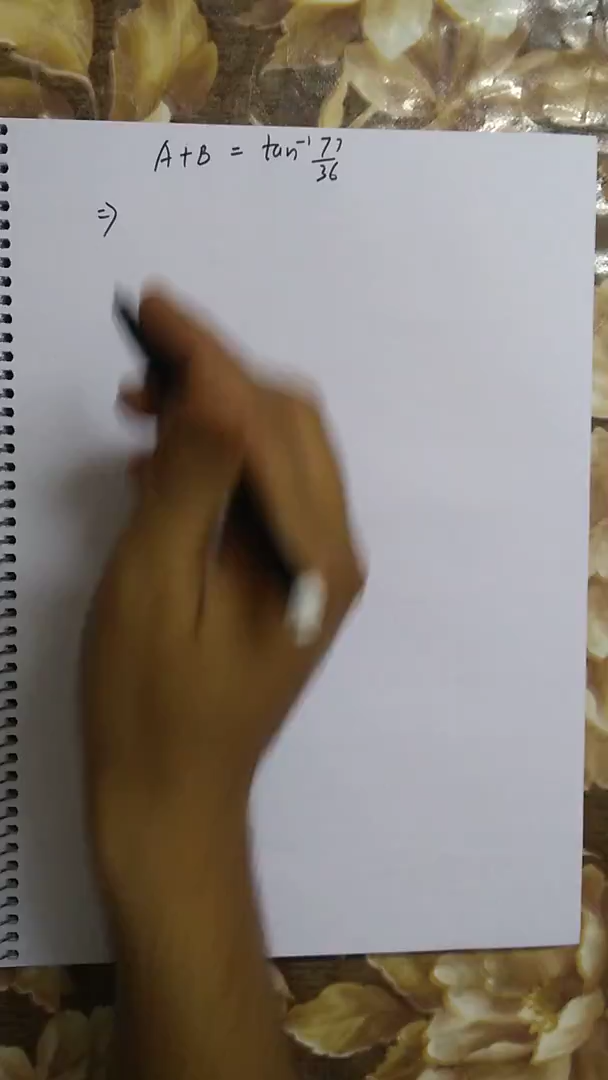 A+B = tan⁻¹ 77/36
⇒